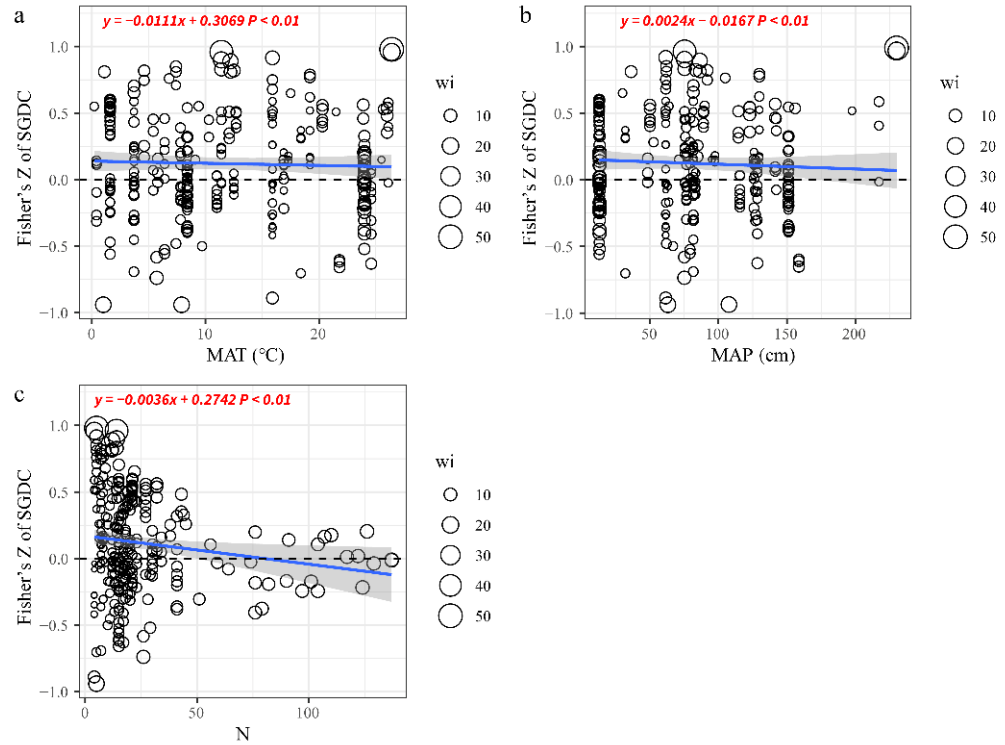 a
y = −0.0111x + 0.3069 P < 0.01
1.0
0.5
0.0
−0.5
−1.0
Fisher's Z of SGDC
0
10
20
MAT (℃)
wi
10
20
30
40
50
b
y = 0.0024x − 0.0167 P < 0.01
1.0
0.5
0.0
−0.5
−1.0
Fisher's Z of SGDC
50
100
150
200
MAP (cm)
wi
10
20
30
40
50
c
y = −0.0036x + 0.2742 P < 0.01
1.0
0.5
0.0
−0.5
−1.0
Fisher's Z of SGDC
0
50
100
N
wi
10
20
30
40
50